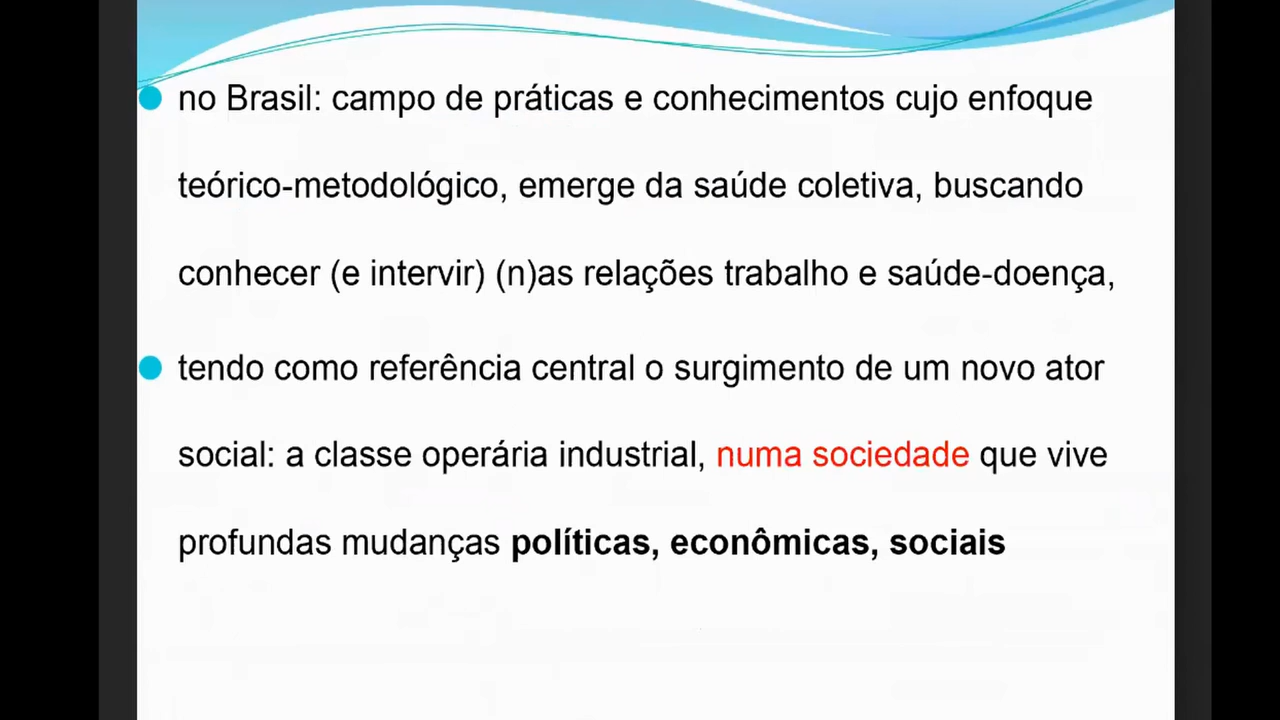 no Brasil: campo de práticas e conhecimentos cujo enfoque
teórico-metodológico, emerge da saúde coletiva, buscando
conhecer (e intervir) (n)as relações trabalho e saúde-doença,
tendo como referência central o surgimento de um novo ator
social: a classe operária industrial, numa sociedade que vive
profundas mudanças políticas, econômicas, sociais